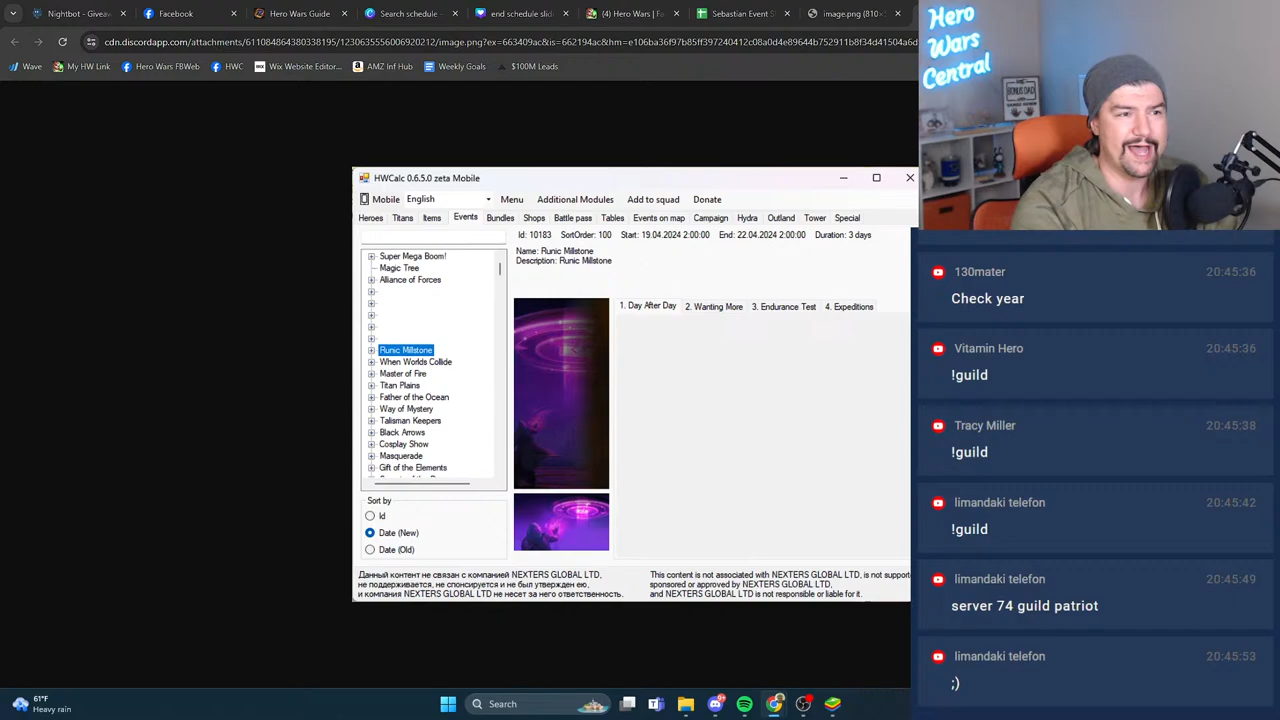 Nightbot - Giveaw
Facebook
Hero Wars Guide
Search schedule
end schedule slid
(4) Hero Wars | Fa
Sebastian Event S
image.png (810×
cdn.discordapp.com/attachments/
Wave
My HW Link
Hero Wars FBWeb
HWC
Wix Website Editor...
AMZ Inf Hub
Weekly Goals
$100M Leads
Hero
Wars
Central
BONUS
DAD
HWCalc 0.6.5.0 zeta Mobile
Mobile English Menu Additional Modules Add to squad Donate
Heroes Titans Items Events Bundles Shops Battle pass Tables Events on map Campaign Hydra Outland Tower Special
Id: 10183 SortOrder: 100 Start: 19.04.2024 2:00:00 End: 22.04.2024 2:00:00 Duration: 3 days
Name: Runic Millstone
Description: Runic Millstone
Super Mega Boom!
Magic Tree
Alliance of Forces
Runic Millstone
When Worlds Collide
Master of Fire
Titan Plains
Father of the Ocean
Way of Mystery
Talisman Keepers
Black Arrows
Cosplay Show
Masquerade
Gift of the Elements
1. Day After Day 2. Wanting More 3. Endurance Test 4. Expeditions
Sort by
Id
Date (New)
Date (Old)
Данный контент не связан с компанией NEXTERS GLOBAL LTD,
не поддерживается, не спонсируется и не был утвержден ею,
и компания NEXTERS GLOBAL LTD не несет за него ответственность.
This content is not associated with NEXTERS GLOBAL LTD, is not support
sponsored or approved by NEXTERS GLOBAL LTD,
and NEXTERS GLOBAL LTD is not responsible or liable for it.
130mater 20:45:36
Check year
Vitamin Hero 20:45:36
!guild
Tracy Miller 20:45:38
!guild
limandaki telefon 20:45:42
!guild
limandaki telefon 20:45:49
server 74 guild patriot
limandaki telefon 20:45:53
;)
61°F
Heavy rain
Search